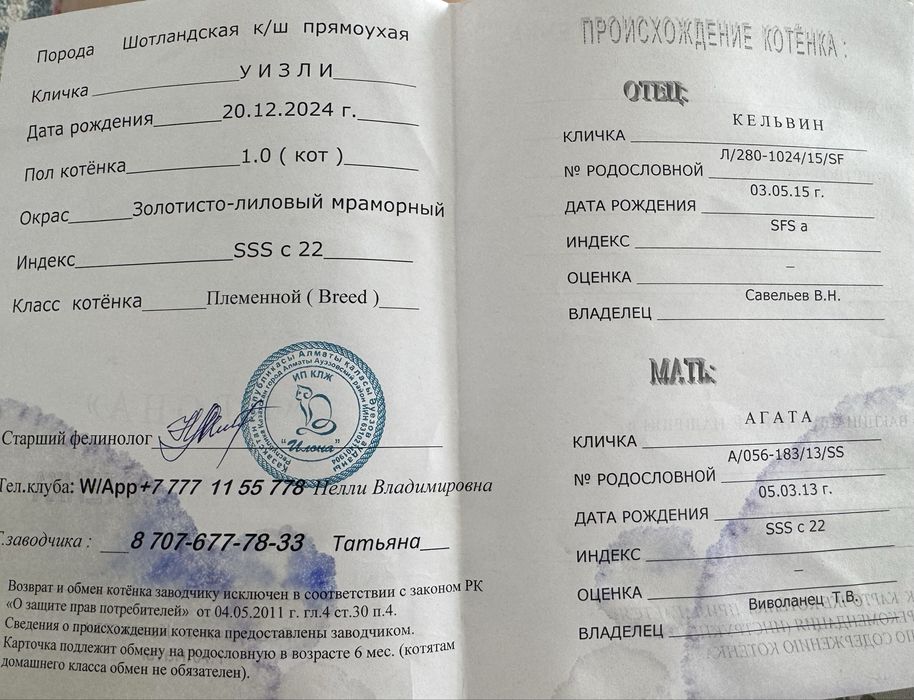 Порода Шотландская к/ш прямоухая
Кличка У И З Л И
Дата рождения 20.12.2024 г.
Пол котёнка 1.0 ( кот )
Окрас Золотисто-лиловый мраморный
Индекс SSS c 22
Класс котёнка Племенной ( Breed )
ИП КЛЖ
"Илона"
Старший фелинолог
Тел.клуба: W/App+7 777 11 55 778 Нелли Владимировна
Т.заводчика : 8 707-677-78-33 Татьяна
Возврат и обмен котёнка заводчику исключен в соответствии с законом РК
«О защите прав потребителей» от 04.05.2011 г. гл.4 ст.30 п.4.
Сведения о происхождении котенка предоставлены заводчиком.
Карточка подлежит обмену на родословную в возрасте 6 мес. (котятам
домашнего класса обмен не обязателен).
ПРОИСХОЖДЕНИЕ КОТЁНКА:
ОТЕЦ:
КЛИЧКА КЕЛЬВИН
№ РОДОСЛОВНОЙ Л/280-1024/15/SF
ДАТА РОЖДЕНИЯ 03.05.15 г.
ИНДЕКС SFS a
ОЦЕНКА –
ВЛАДЕЛЕЦ Савельев В.Н.
МАТЬ:
КЛИЧКА АГАТА
№ РОДОСЛОВНОЙ А/056-183/13/SS
ДАТА РОЖДЕНИЯ 05.03.13 г.
ИНДЕКС SSS c 22
ОЦЕНКА –
ВЛАДЕЛЕЦ Виволанец Т.В.